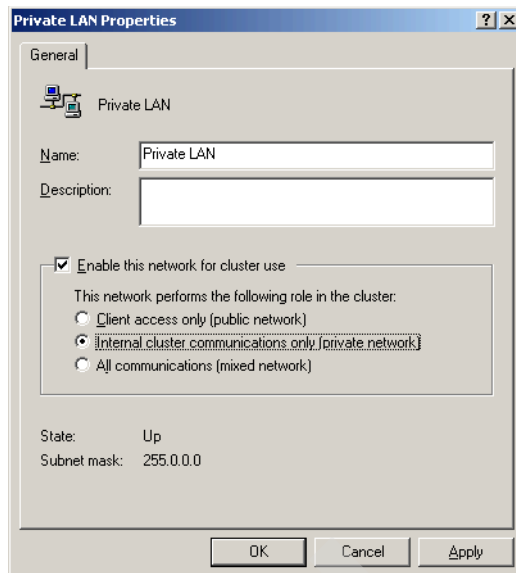 Private LAN Properties
General
Private LAN
Name: Private LAN
Description:
Enable this network for cluster use
This network performs the following role in the cluster:
Client access only (public network)
Internal cluster communications only (private network)
All communications (mixed network)
State: Up
Subnet mask: 255.0.0.0
OK Cancel Apply